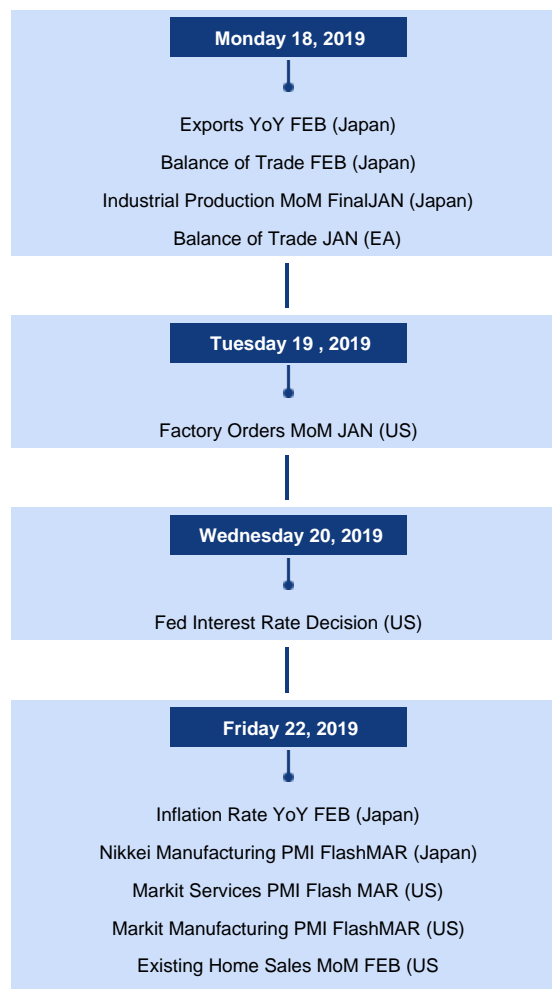 Monday 18, 2019
Exports YoY FEB (Japan)
Balance of Trade FEB (Japan)
Industrial Production MoM FinalJAN (Japan)
Balance of Trade JAN (EA)
Tuesday 19 , 2019
Factory Orders MoM JAN (US)
Wednesday 20, 2019
Fed Interest Rate Decision (US)
Friday 22, 2019
Inflation Rate YoY FEB (Japan)
Nikkei Manufacturing PMI FlashMAR (Japan)
Markit Services PMI Flash MAR (US)
Markit Manufacturing PMI FlashMAR (US)
Existing Home Sales MoM FEB (US